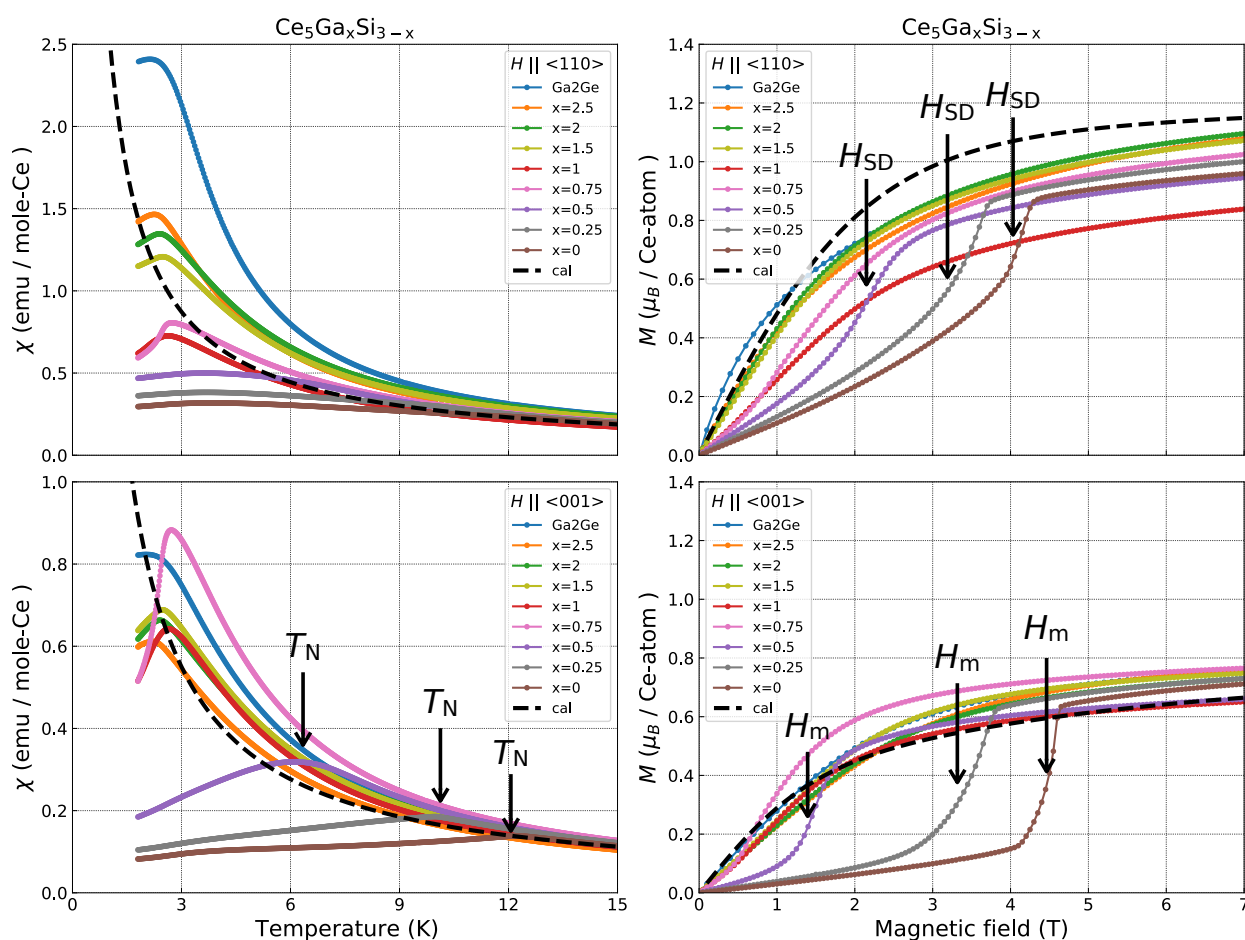 Ce5GaxSi3−x
χ (emu / mole-Ce)
2.5
2.0
1.5
1.0
0.5
0.0
H || <110>
Ga2Ge
x=2.5
x=2
x=1.5
x=1
x=0.75
x=0.5
x=0.25
x=0
cal
Ce5GaxSi3−x
M (μB / Ce-atom)
1.4
1.2
1.0
0.8
0.6
0.4
0.2
0.0
H || <110>
Ga2Ge
x=2.5
x=2
x=1.5
x=1
x=0.75
x=0.5
x=0.25
x=0
cal
HSD
HSD
HSD
χ (emu / mole-Ce)
1.0
0.8
0.6
0.4
0.2
0.0
H || <001>
Ga2Ge
x=2.5
x=2
x=1.5
x=1
x=0.75
x=0.5
x=0.25
x=0
cal
TN
TN
TN
0 3 6 9 12 15
Temperature (K)
M (μB / Ce-atom)
1.4
1.2
1.0
0.8
0.6
0.4
0.2
0.0
H || <001>
Ga2Ge
x=2.5
x=2
x=1.5
x=1
x=0.75
x=0.5
x=0.25
x=0
cal
Hm
Hm
Hm
0 1 2 3 4 5 6 7
Magnetic field (T)